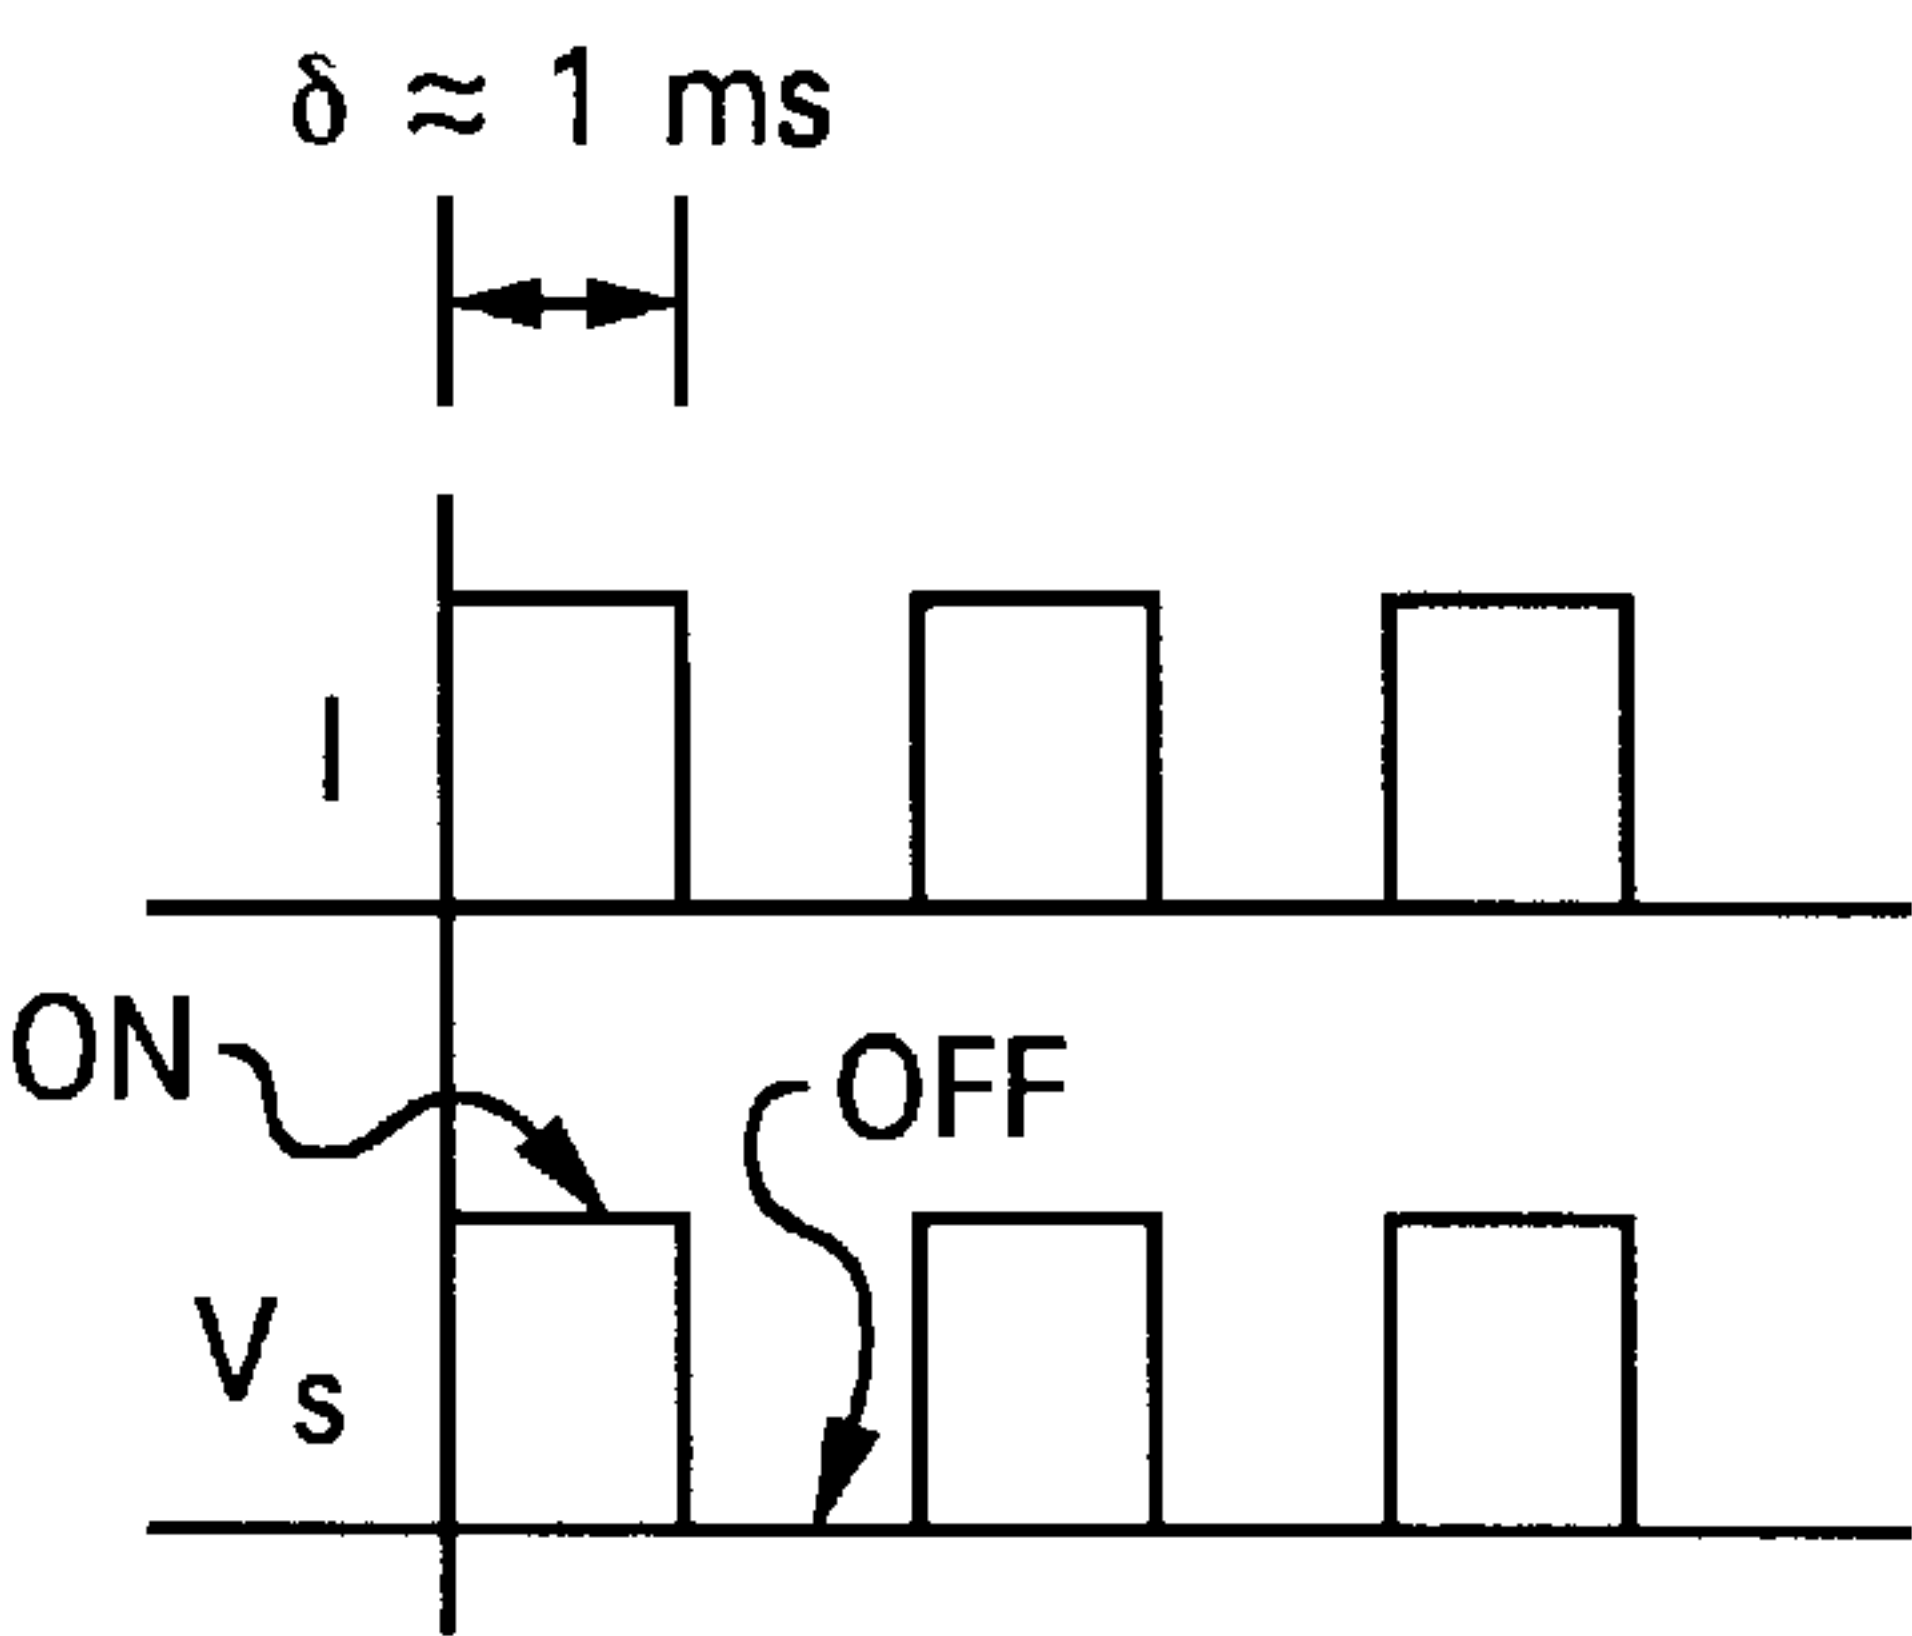 δ ≈ 1 ms
I
ON
OFF
Vs